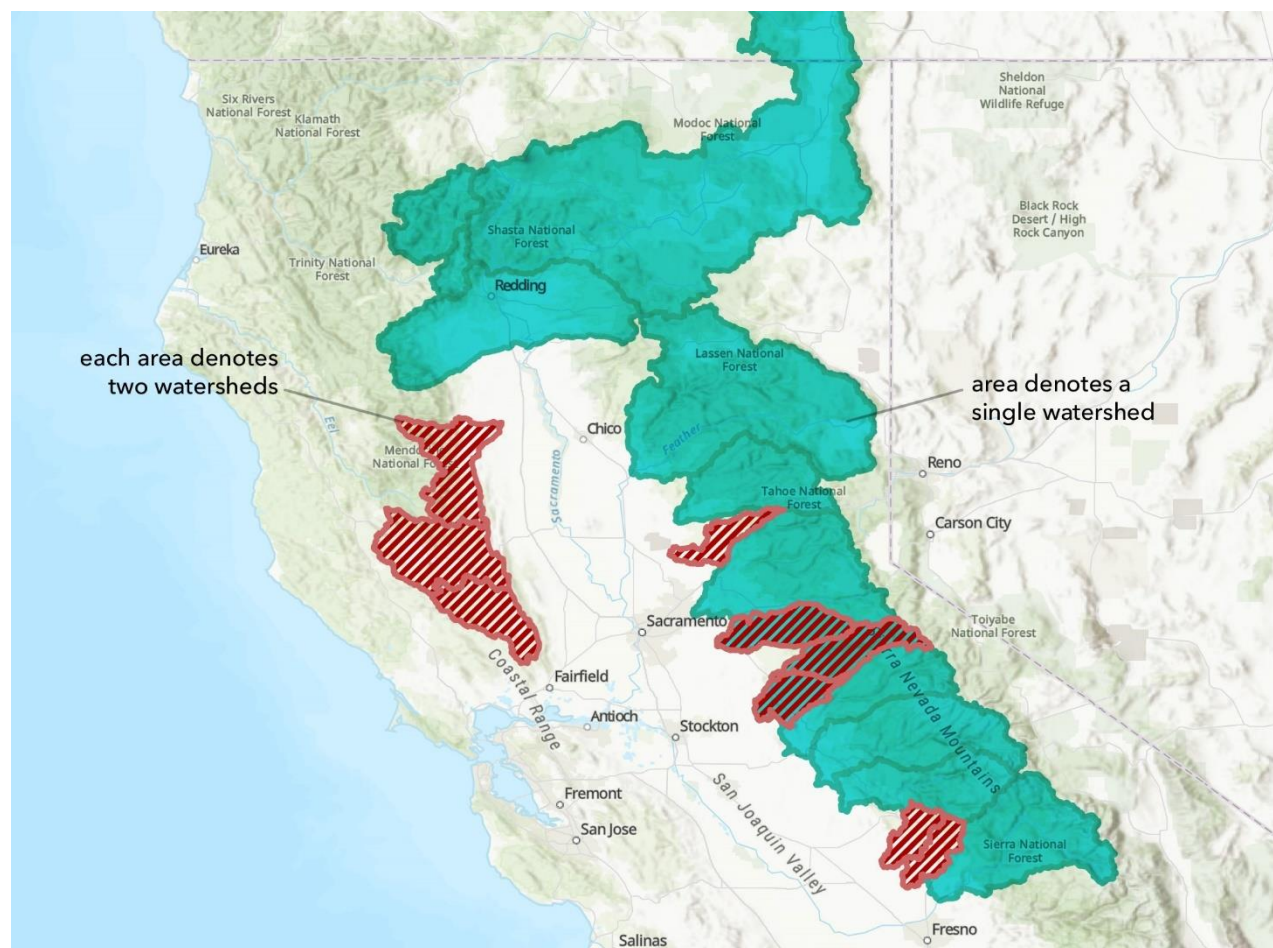 Six Rivers
National Forest
Klamath
National Forest
Modoc National
Forest
Sheldon
National
Wildlife Refuge
Black Rock
Desert / High
Rock Canyon
Eureka
Shasta National
Forest
Trinity National
Forest
Redding
each area denotes
two watersheds
Lassen National
Forest
area denotes a
single watershed
Eel
Chico
Feather
Sacramento
National
Reno
Tahoe National
Forest
Carson City
Sacramento
Toiyabe
National Forest
Coastal Range
Fairfield
Nevada Mountains
Antioch
Stockton
San Joaquin Valley
Fremont
San Jose
Sierra National
Forest
Fresno
Salinas